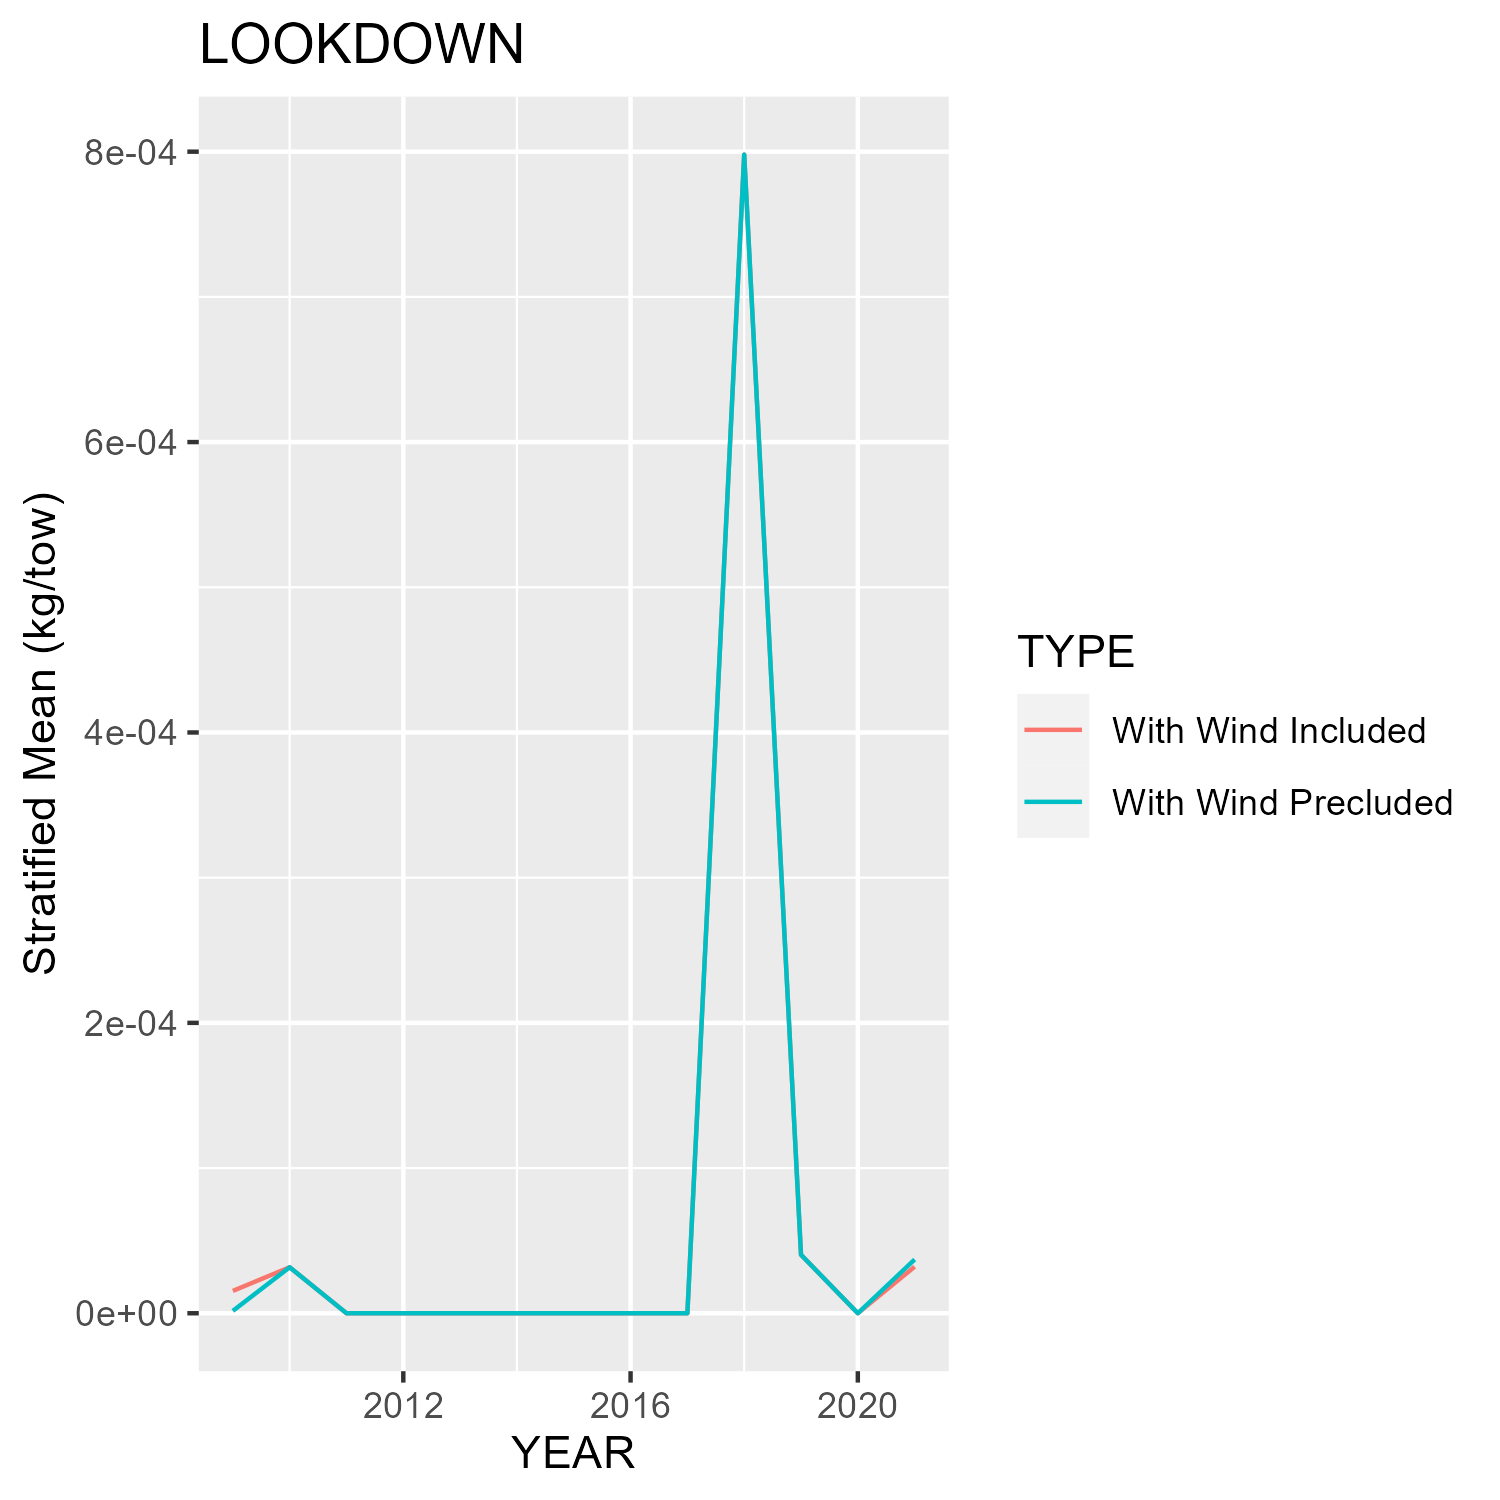 LOOKDOWN
8e-04
6e-04
4e-04
2e-04
0e+00
Stratified Mean (kg/tow)
2012
2016
2020
YEAR
TYPE
With Wind Included
With Wind Precluded